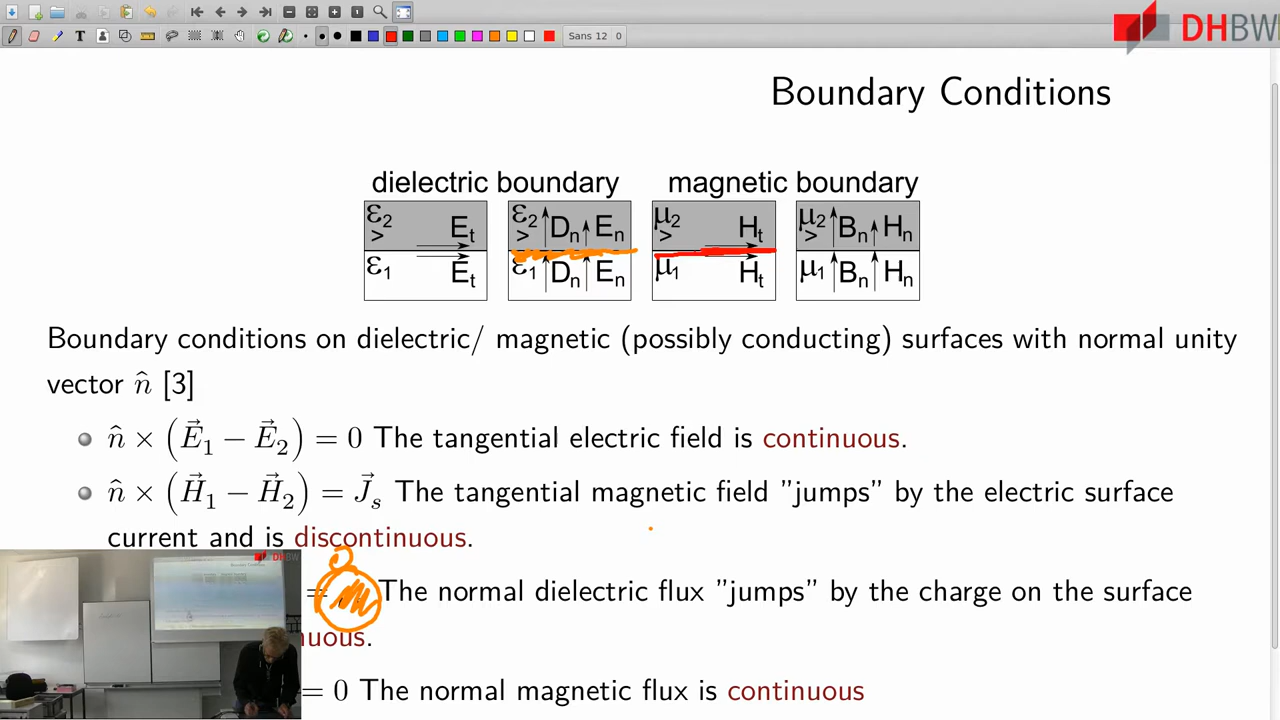 Sans 12 0
DHBW
Boundary Conditions
dielectric boundary magnetic boundary
ε2 > Et ε2 > Dn En μ2 > Ht μ2 > Bn Hn
ε1 Et ε1 Dn En μ1 Ht μ1 Bn Hn
Boundary conditions on dielectric/ magnetic (possibly conducting) surfaces with normal unity
vector n̂ [3]
n̂ × (E⃗1 − E⃗2) = 0 The tangential electric field is continuous.
n̂ × (H⃗1 − H⃗2) = J⃗s The tangential magnetic field "jumps" by the electric surface
current and is discontinuous.
= The normal dielectric flux "jumps" by the charge on the surface
nuous.
= 0 The normal magnetic flux is continuous